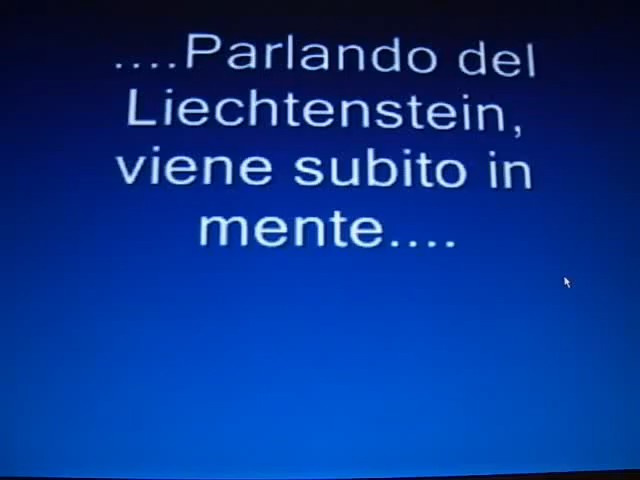 ....Parlando del
Liechtenstein,
viene subito in
mente....